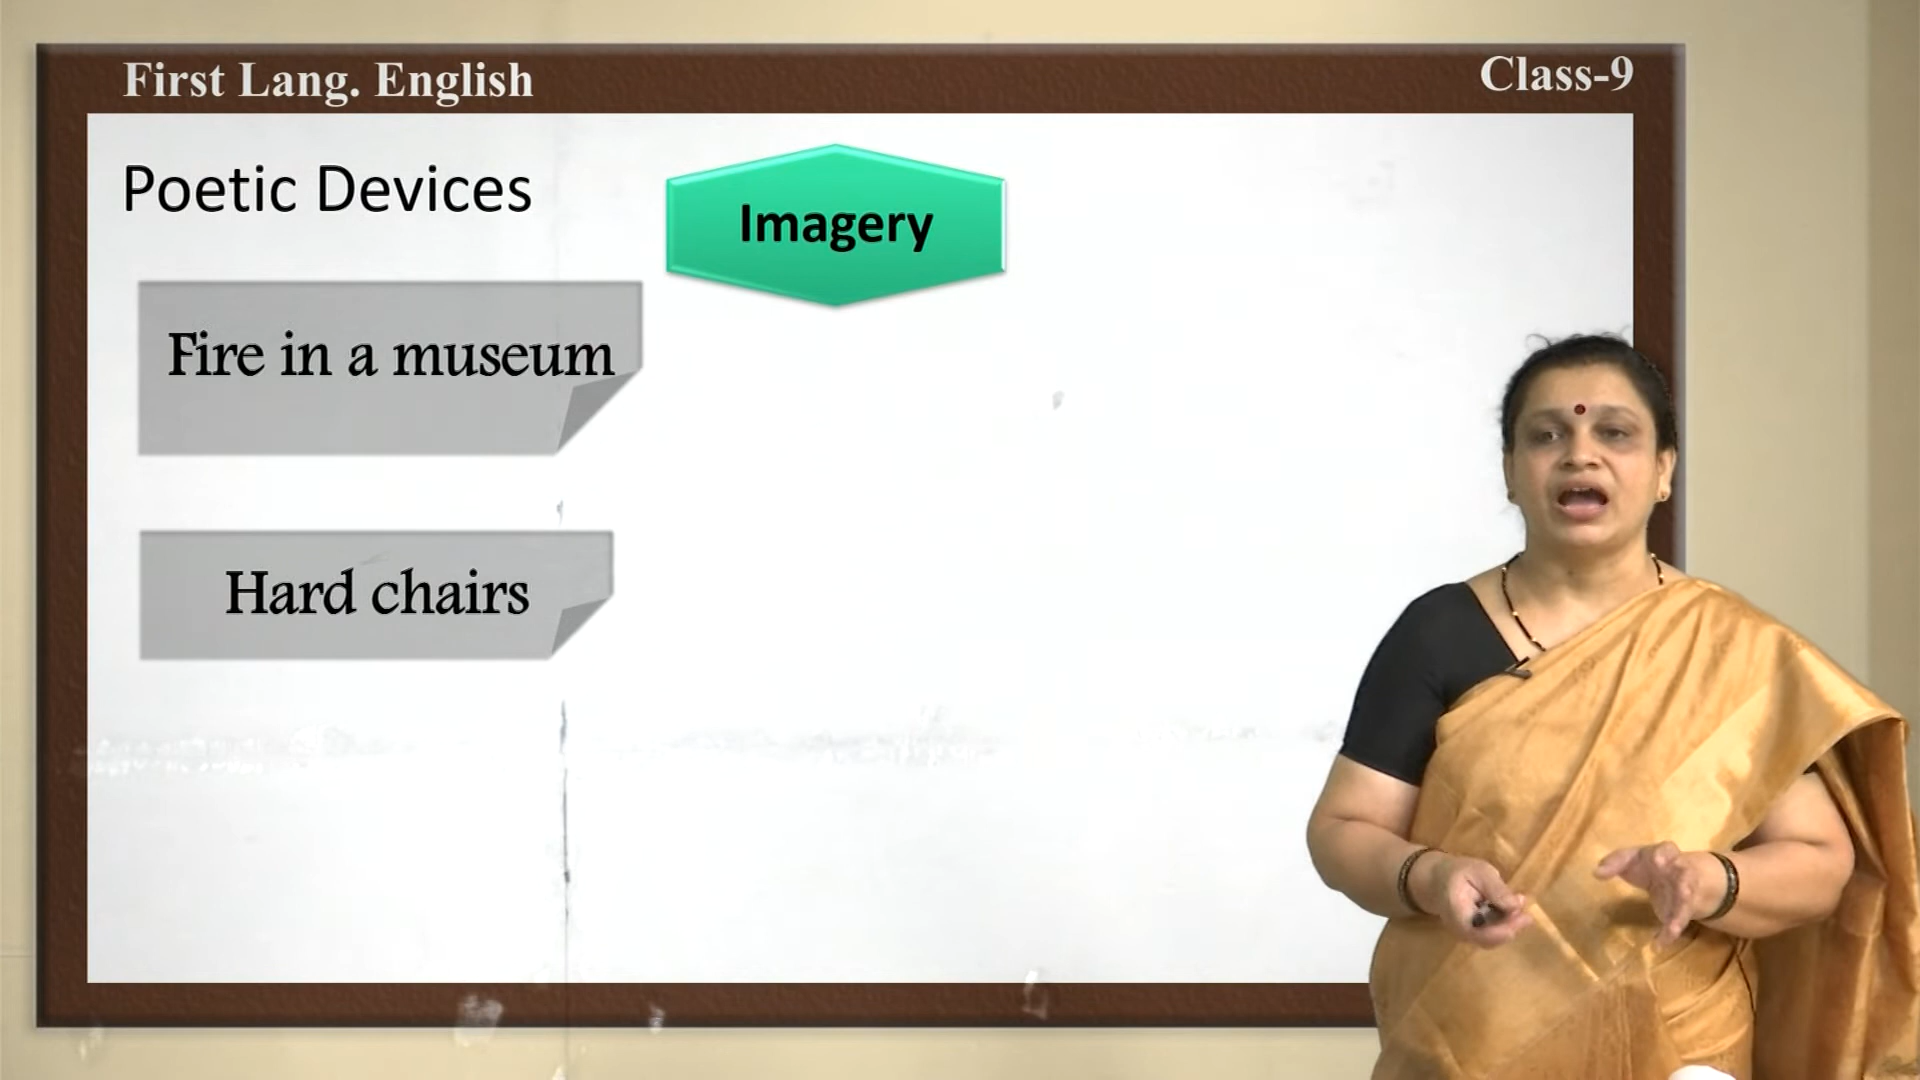 First Lang. English
Class-9
Poetic Devices
Imagery
Fire in a museum
Hard chairs